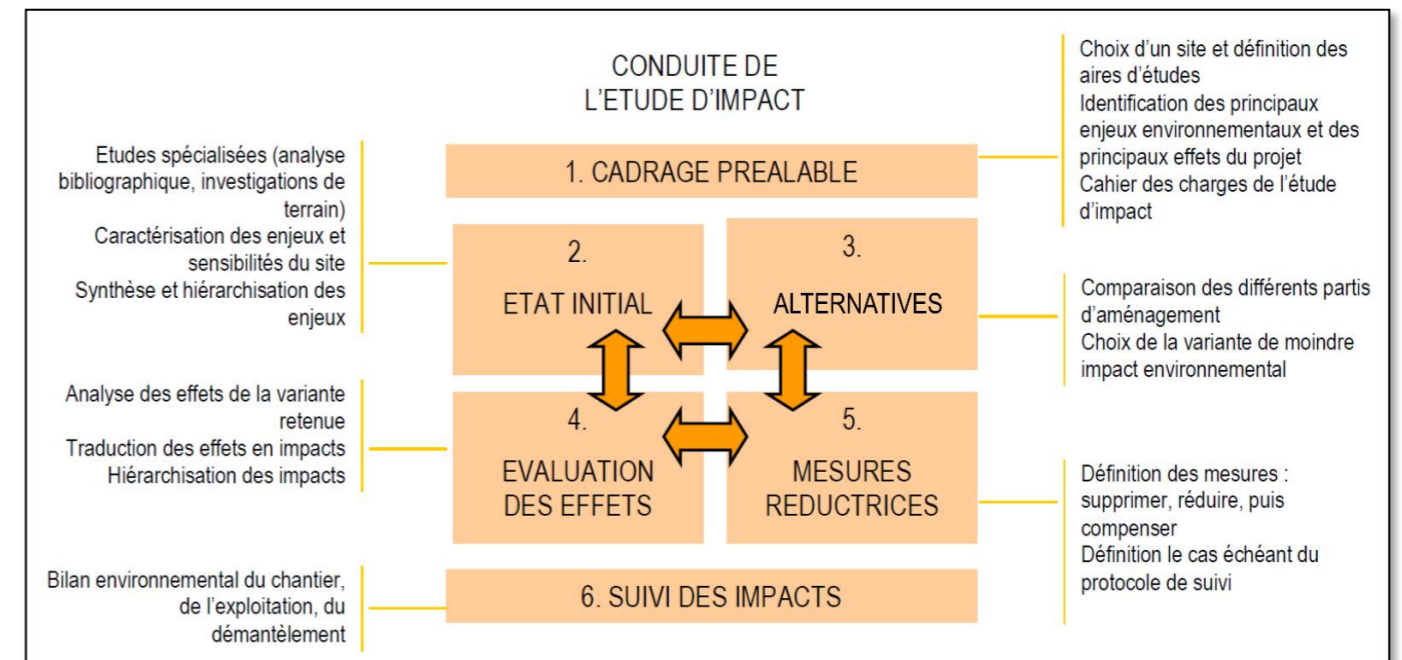 CONDUITE DE
L'ETUDE D'IMPACT
1. CADRAGE PREALABLE
Choix d'un site et définition des
aires d'études
Identification des principaux
enjeux environnementaux et des
principaux effets du projet
Cahier des charges de l'étude
d'impact
Etudes spécialisées (analyse
bibliographique, investigations de
terrain)
Caractérisation des enjeux et
sensibilités du site
Synthèse et hiérarchisation des
enjeux
2.
ETAT INITIAL
3.
ALTERNATIVES
Comparaison des différents partis
d'aménagement
Choix de la variante de moindre
impact environnemental
Analyse des effets de la variante
retenue
Traduction des effets en impacts
Hiérarchisation des impacts
4.
EVALUATION
DES EFFETS
5.
MESURES
REDUCTRICES
Définition des mesures :
supprimer, réduire, puis
compenser
Définition le cas échéant du
protocole de suivi
Bilan environnemental du chantier,
de l'exploitation, du
démantèlement
6. SUIVI DES IMPACTS